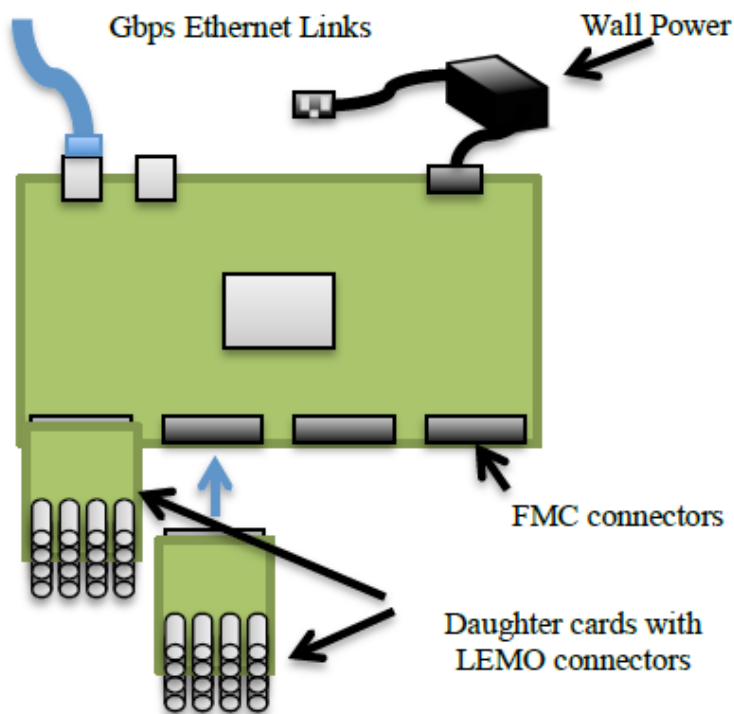 Gbps Ethernet Links
Wall Power
FMC connectors
Daughter cards with
LEMO connectors